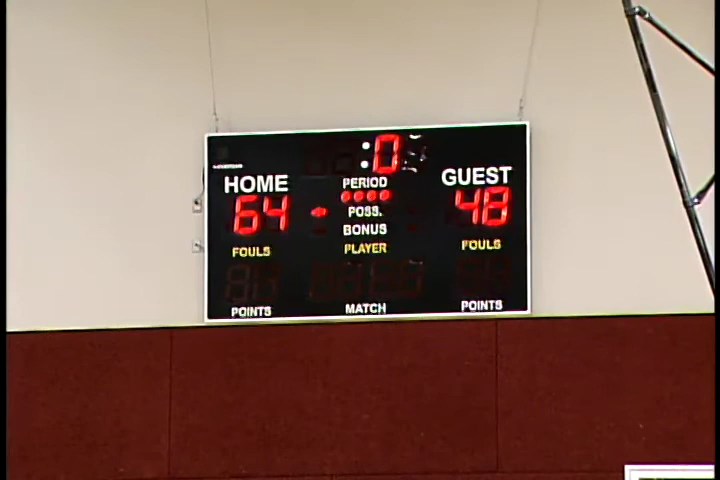 :0
HOME PERIOD GUEST
64 POSS. 48
BONUS
FOULS PLAYER FOULS
POINTS MATCH POINTS